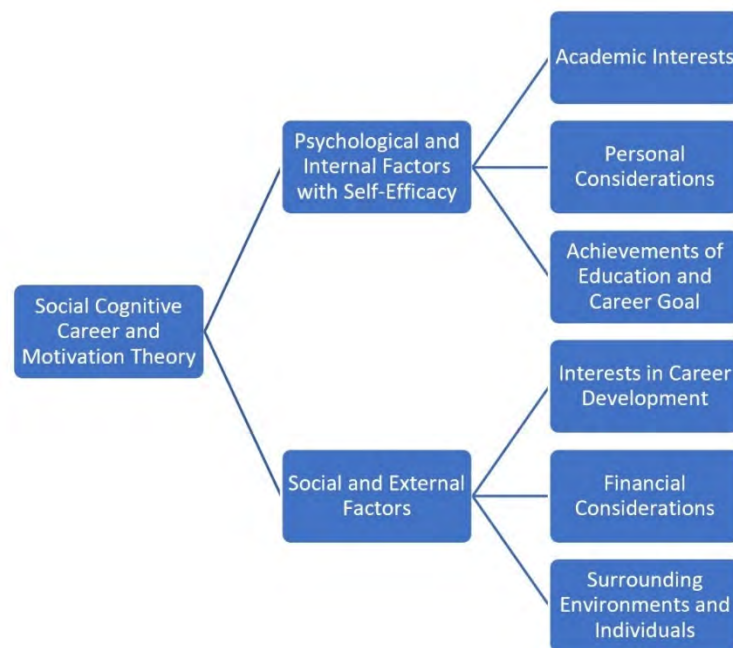 Academic Interests
Psychological and
Internal Factors
with Self-Efficacy
Personal
Considerations
Achievements of
Education and
Career Goal
Social Cognitive
Career and
Motivation Theory
Interests in Career
Development
Social and External
Factors
Financial
Considerations
Surrounding
Environments and
Individuals